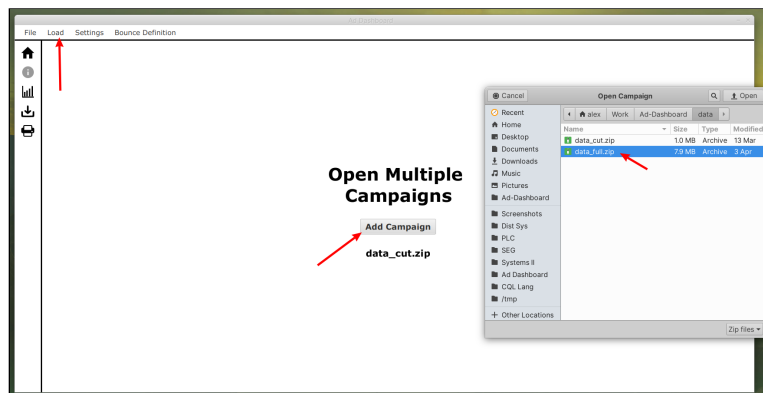 Ad-Dashboard
File Load Settings Bounce Definition
Cancel Open Campaign Open
Recent
Home
Desktop
Documents
Downloads
Music
Pictures
Ad-Dashboard
Screenshots
Dist Sys
PLC
SEG
Systems II
Ad Dashboard
CQL Lang
/tmp
+ Other Locations
alex Work Ad-Dashboard data
Name Size Type Modified
data_cut.zip 1.0 MB Archive 13 Mar
data_full.zip 7.9 MB Archive 3 Apr
Zip files
Open Multiple
Campaigns
Add Campaign
data_cut.zip